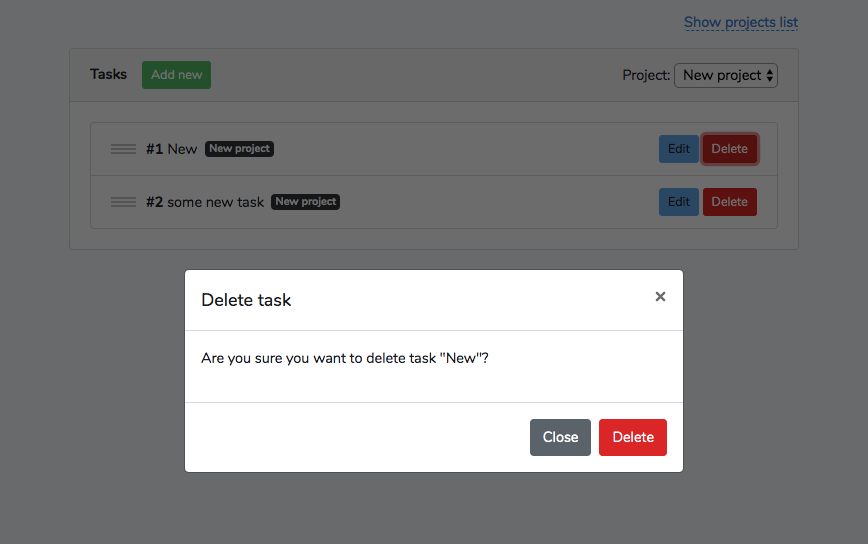 Show projects list
Tasks Add new Project: New project
#1 New New project Edit Delete
#2 some new task New project Edit Delete
Delete task ×
Are you sure you want to delete task "New"?
Close Delete